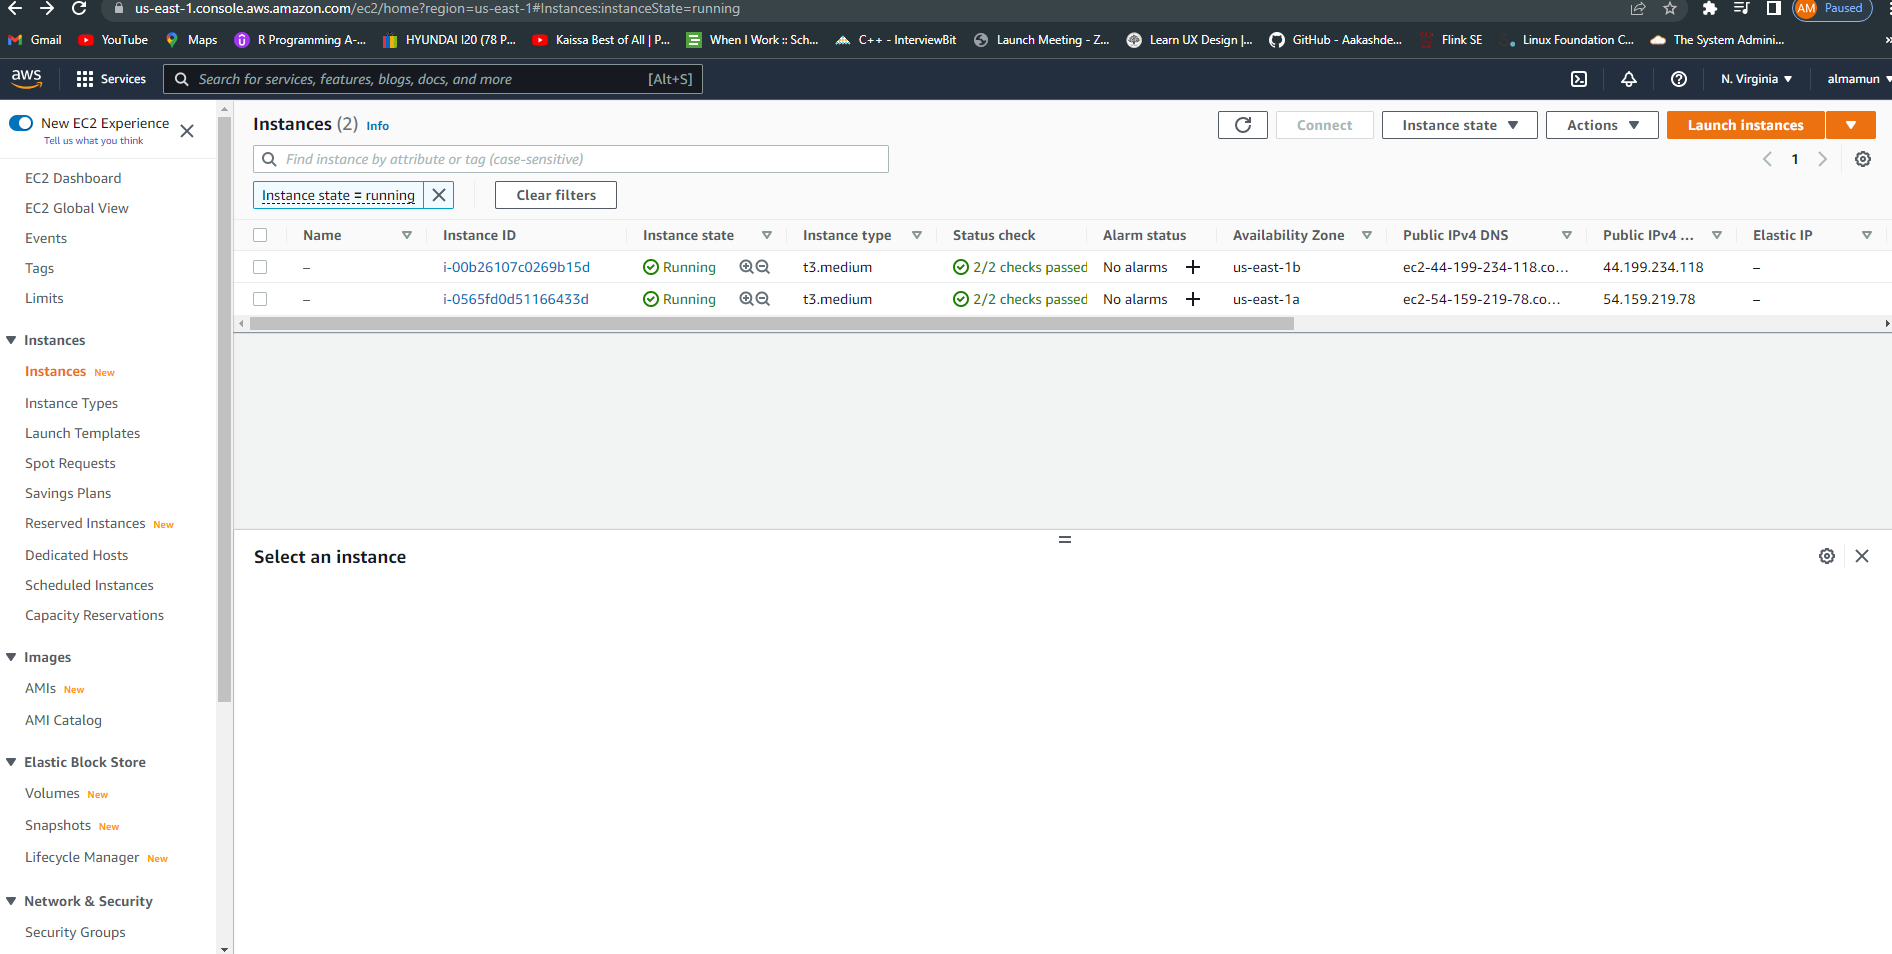 us-east-1.console.aws.amazon.com/ec2/home?region=us-east-1#Instances:instanceState=running
AM Paused
Gmail YouTube Maps R Programming A-... HYUNDAI I20 (78 P... Kaissa Best of All | P... When I Work :: Sch... C++ - InterviewBit Launch Meeting - Z... Learn UX Design |... GitHub - Aakashde... Flink SE Linux Foundation C... The System Admini... »
aws Services Search for services, features, blogs, docs, and more [Alt+S] N. Virginia almamun
New EC2 Experience
Tell us what you think
EC2 Dashboard
EC2 Global View
Events
Tags
Limits
Instances
Instances New
Instance Types
Launch Templates
Spot Requests
Savings Plans
Reserved Instances New
Dedicated Hosts
Scheduled Instances
Capacity Reservations
Images
AMIs New
AMI Catalog
Elastic Block Store
Volumes New
Snapshots New
Lifecycle Manager New
Network & Security
Security Groups
Instances (2) Info Connect Instance state Actions Launch instances
Find instance by attribute or tag (case-sensitive) 1
Instance state = running Clear filters
Name Instance ID Instance state Instance type Status check Alarm status Availability Zone Public IPv4 DNS Public IPv4 ... Elastic IP
– i-00b26107c0269b15d Running t3.medium 2/2 checks passed No alarms + us-east-1b ec2-44-199-234-118.co... 44.199.234.118 –
– i-0565fd0d51166433d Running t3.medium 2/2 checks passed No alarms + us-east-1a ec2-54-159-219-78.co... 54.159.219.78 –
Select an instance